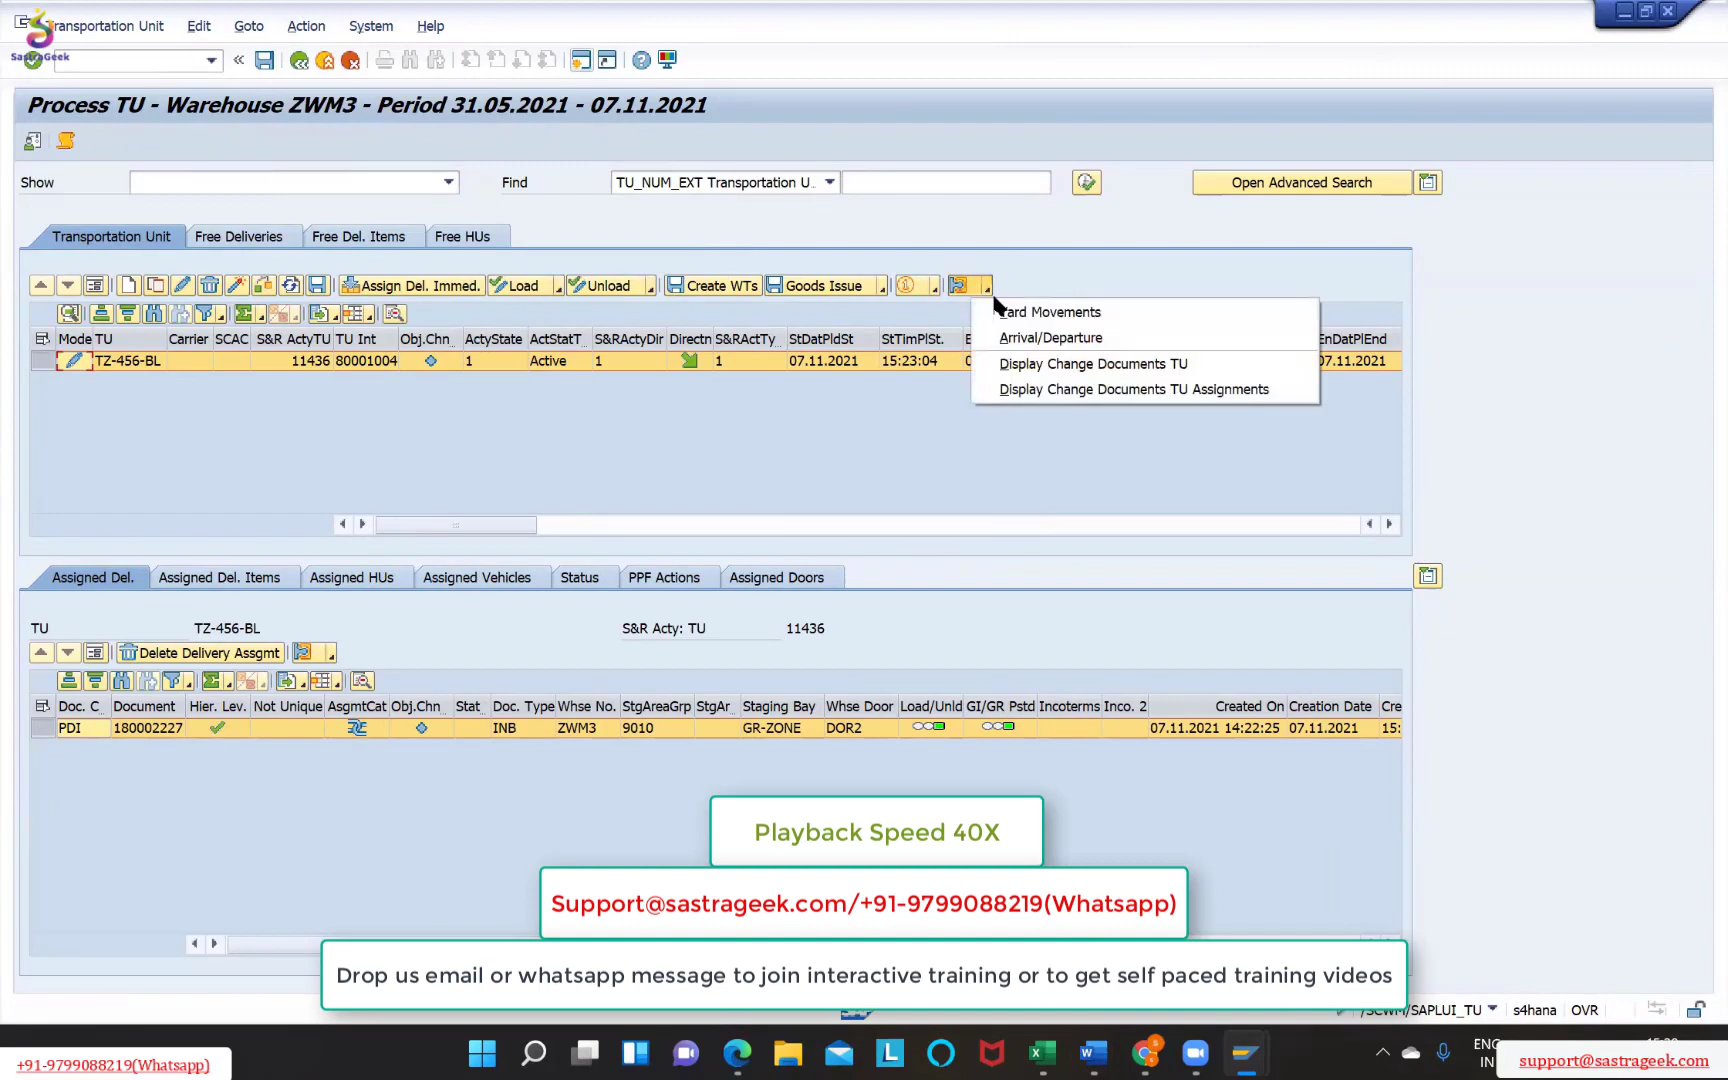 Transportation Unit Edit Goto Action System Help
SastraGeek
Process TU - Warehouse ZWM3 - Period 31.05.2021 - 07.11.2021
Show Find TU_NUM_EXT Transportation U.. Open Advanced Search
Transportation Unit Free Deliveries Free Del. Items Free HUs
Assign Del. Immed. Load Unload Create WTs Goods Issue
Yard Movements
Arrival/Departure
Display Change Documents TU
Display Change Documents TU Assignments
Mode TU Carrier SCAC S&R ActyTU TU Int Obj.Chn ActyState ActStatT S&RActyDir Directn S&RActTy StDatPldSt StTimPlSt. E EnDatPlEnd
TZ-456-BL 11436 80001004 1 Active 1 1 07.11.2021 15:23:04 0 07.11.2021
Assigned Del. Assigned Del. Items Assigned HUs Assigned Vehicles Status PPF Actions Assigned Doors
TU TZ-456-BL S&R Acty: TU 11436
Delete Delivery Assgmt
Doc. C Document Hier. Lev. Not Unique AsgmtCat Obj.Chn Stat Doc. Type Whse No. StgAreaGrp StgAr Staging Bay Whse Door Load/Unld GI/GR Pstd Incoterms Inco. 2 Created On Creation Date Cre
PDI 180002227 INB ZWM3 9010 GR-ZONE DOR2 07.11.2021 14:22:25 07.11.2021 15:
Playback Speed 40X
Support@sastrageek.com/+91-9799088219(Whatsapp)
Drop us email or whatsapp message to join interactive training or to get self paced training videos
/SCWM/SAPLUI_TU s4hana OVR
ENG
IN
+91-9799088219(Whatsapp)
support@sastrageek.com